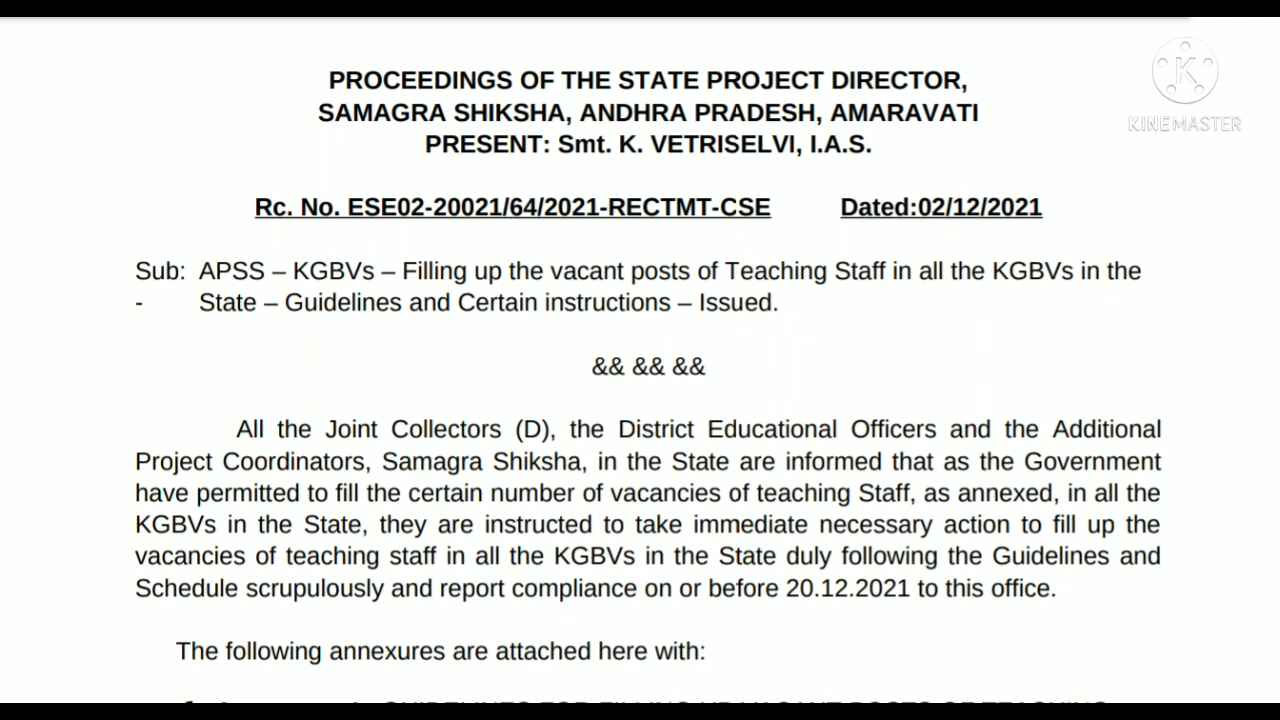 PROCEEDINGS OF THE STATE PROJECT DIRECTOR,
SAMAGRA SHIKSHA, ANDHRA PRADESH, AMARAVATI
PRESENT: Smt. K. VETRISELVI, I.A.S.
K
KINEMASTER
Rc. No. ESE02-20021/64/2021-RECTMT-CSE Dated:02/12/2021
Sub: APSS – KGBVs – Filling up the vacant posts of Teaching Staff in all the KGBVs in the
- State – Guidelines and Certain instructions – Issued.
&& && &&
All the Joint Collectors (D), the District Educational Officers and the Additional
Project Coordinators, Samagra Shiksha, in the State are informed that as the Government
have permitted to fill the certain number of vacancies of teaching Staff, as annexed, in all the
KGBVs in the State, they are instructed to take immediate necessary action to fill up the
vacancies of teaching staff in all the KGBVs in the State duly following the Guidelines and
Schedule scrupulously and report compliance on or before 20.12.2021 to this office.
The following annexures are attached here with: